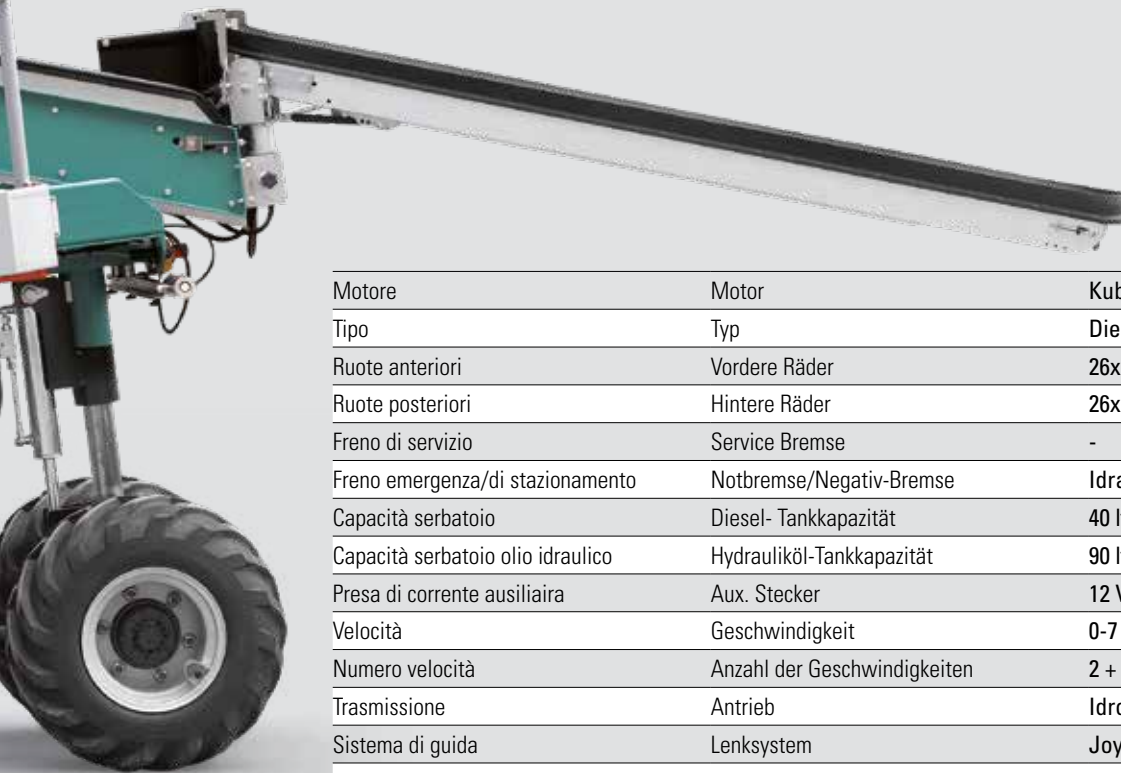 Motore Motor Kub
Tipo Typ Die
Ruote anteriori Vordere Räder 26x
Ruote posteriori Hintere Räder 26x
Freno di servizio Service Bremse -
Freno emergenza/di stazionamento Notbremse/Negativ-Bremse Idra
Capacità serbatoio Diesel- Tankkapazität 40 l
Capacità serbatoio olio idraulico Hydrauliköl-Tankkapazität 90 l
Presa di corrente ausiliaira Aux. Stecker 12 V
Velocità Geschwindigkeit 0-7
Numero velocità Anzahl der Geschwindigkeiten 2 +
Trasmissione Antrieb Idro
Sistema di guida Lenksystem Joy